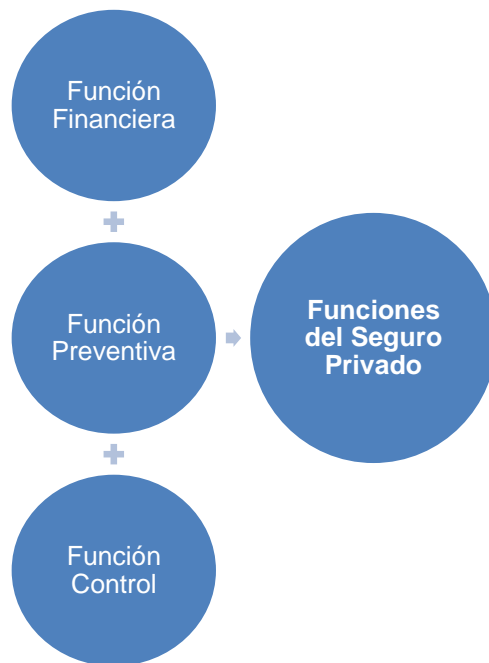 Función
Financiera
Función
Preventiva
Funciones
del Seguro
Privado
Función
Control